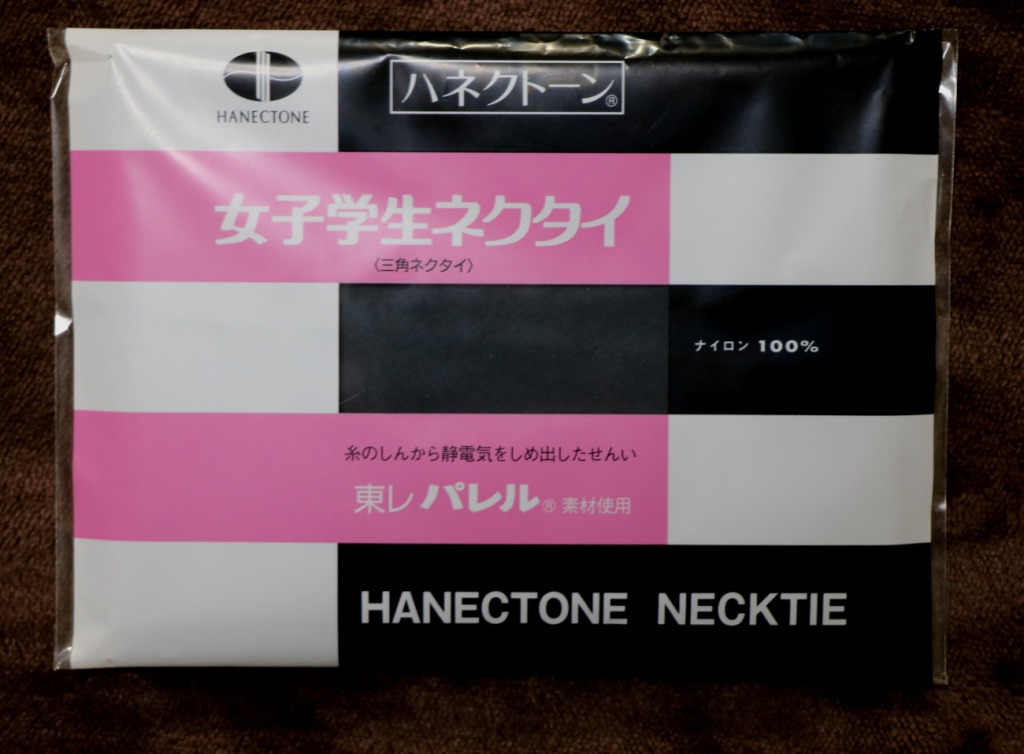 HANECTONE
ハネクトーン®
女子学生ネクタイ
〈三角ネクタイ〉
ナイロン 100%
糸のしんから静電気をしめ出したせんい
東レ パレル® 素材使用
HANECTONE NECKTIE